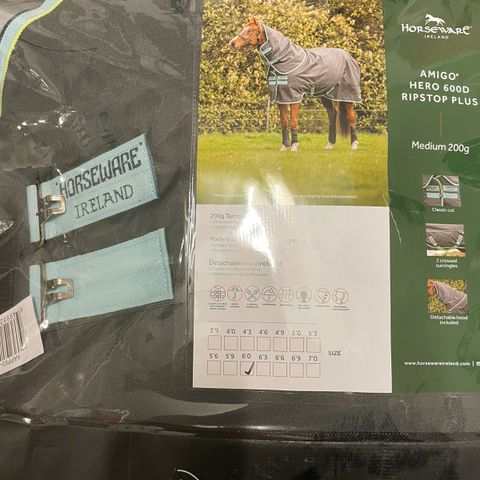 HORSEWARE®
IRELAND
HORSEWARE®
IRELAND
AMIGO®
HERO 600D
RIPSTOP PLUS
Medium 200g
Classic cut
2 crossed
surcingles
Detachable hood
included
www.horsewareireland.com
200g
Made
Detachable hood included
3'9 4'0 4'3 4'6 4'9 5'0 5'3
5'6 5'9 6'0 6'3 6'6 6'9 7'0
SIZE